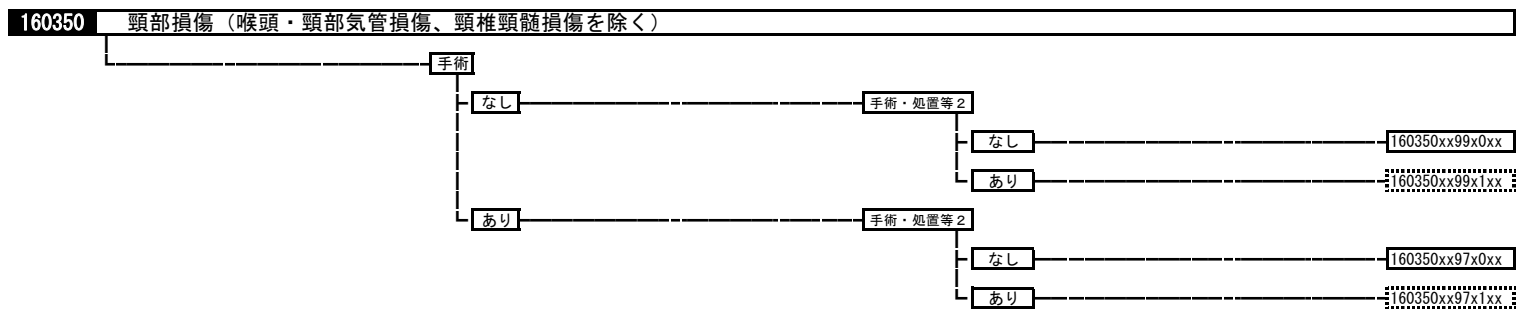 160350 頸部損傷（喉頭・頸部気管損傷、頸椎頸髄損傷を除く）
手術
なし 手術・処置等２
なし 160350xx99x0xx
あり 160350xx99x1xx
あり 手術・処置等２
なし 160350xx97x0xx
あり 160350xx97x1xx